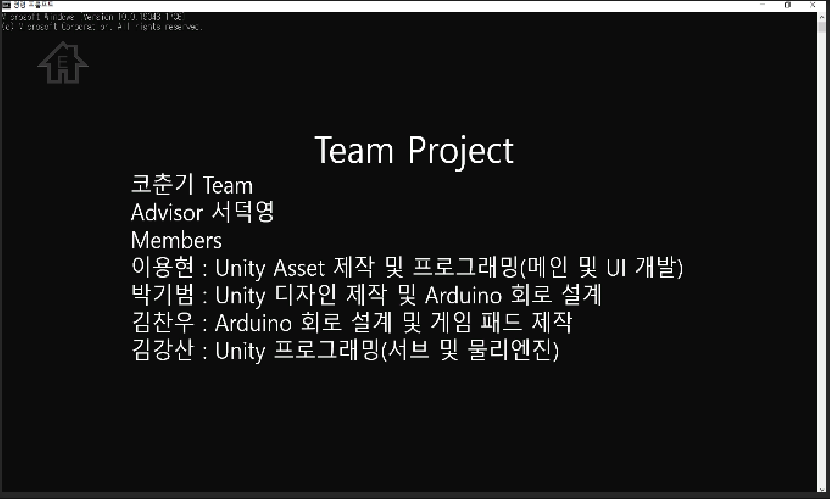 명령 프롬프트
Microsoft Windows [Version 10.0.19043.1706]
(c) Microsoft Corporation. All rights reserved.
E
Team Project
코춘기 Team
Advisor 서덕영
Members
이용현 : Unity Asset 제작 및 프로그래밍(메인 및 UI 개발)
박기범 : Unity 디자인 제작 및 Arduino 회로 설계
김찬우 : Arduino 회로 설계 및 게임 패드 제작
김강산 : Unity 프로그래밍(서브 및 물리엔진)